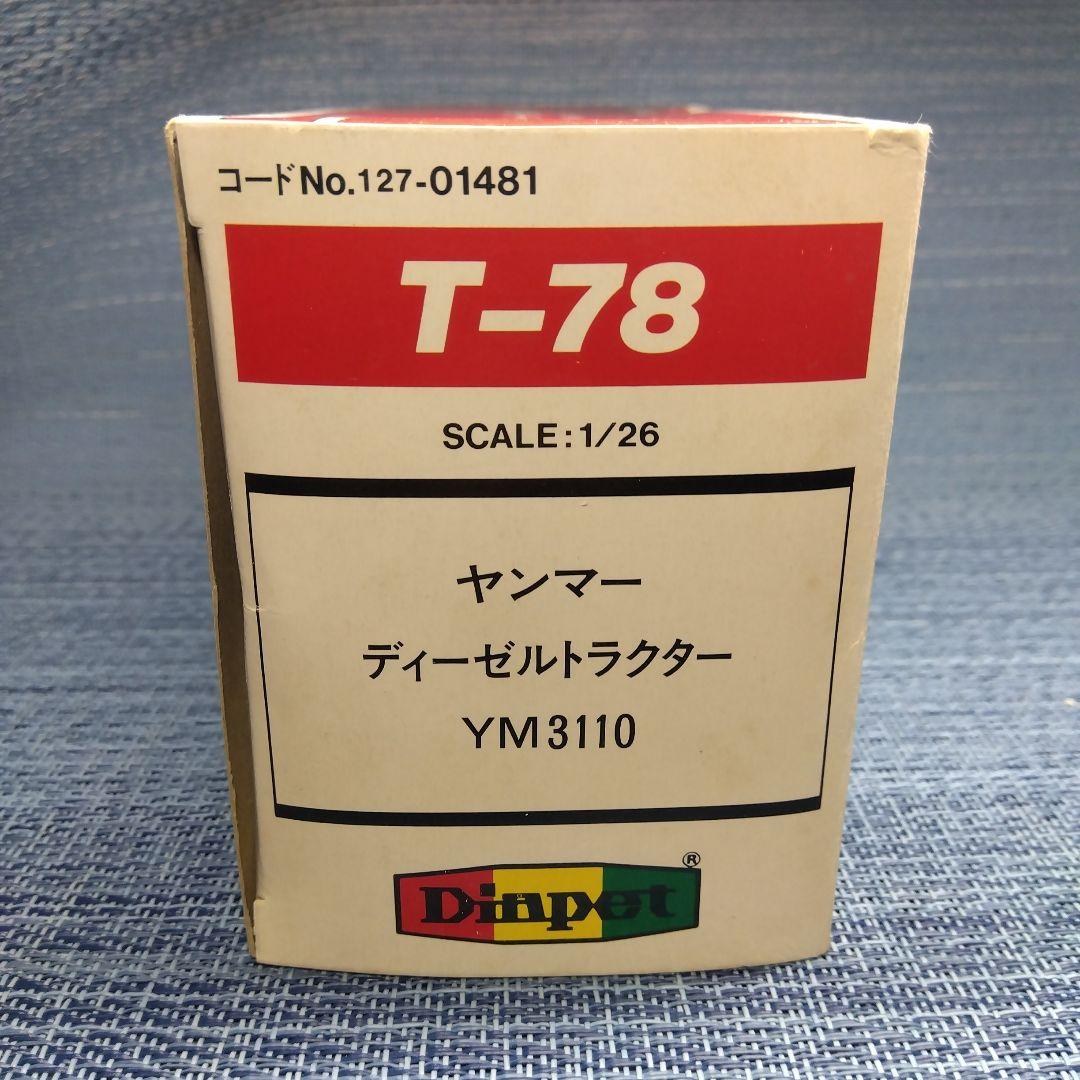 コードNo.127-01481
T-78
SCALE:1/26
ヤンマー
ディーゼルトラクター
YM3110
Diapet ®